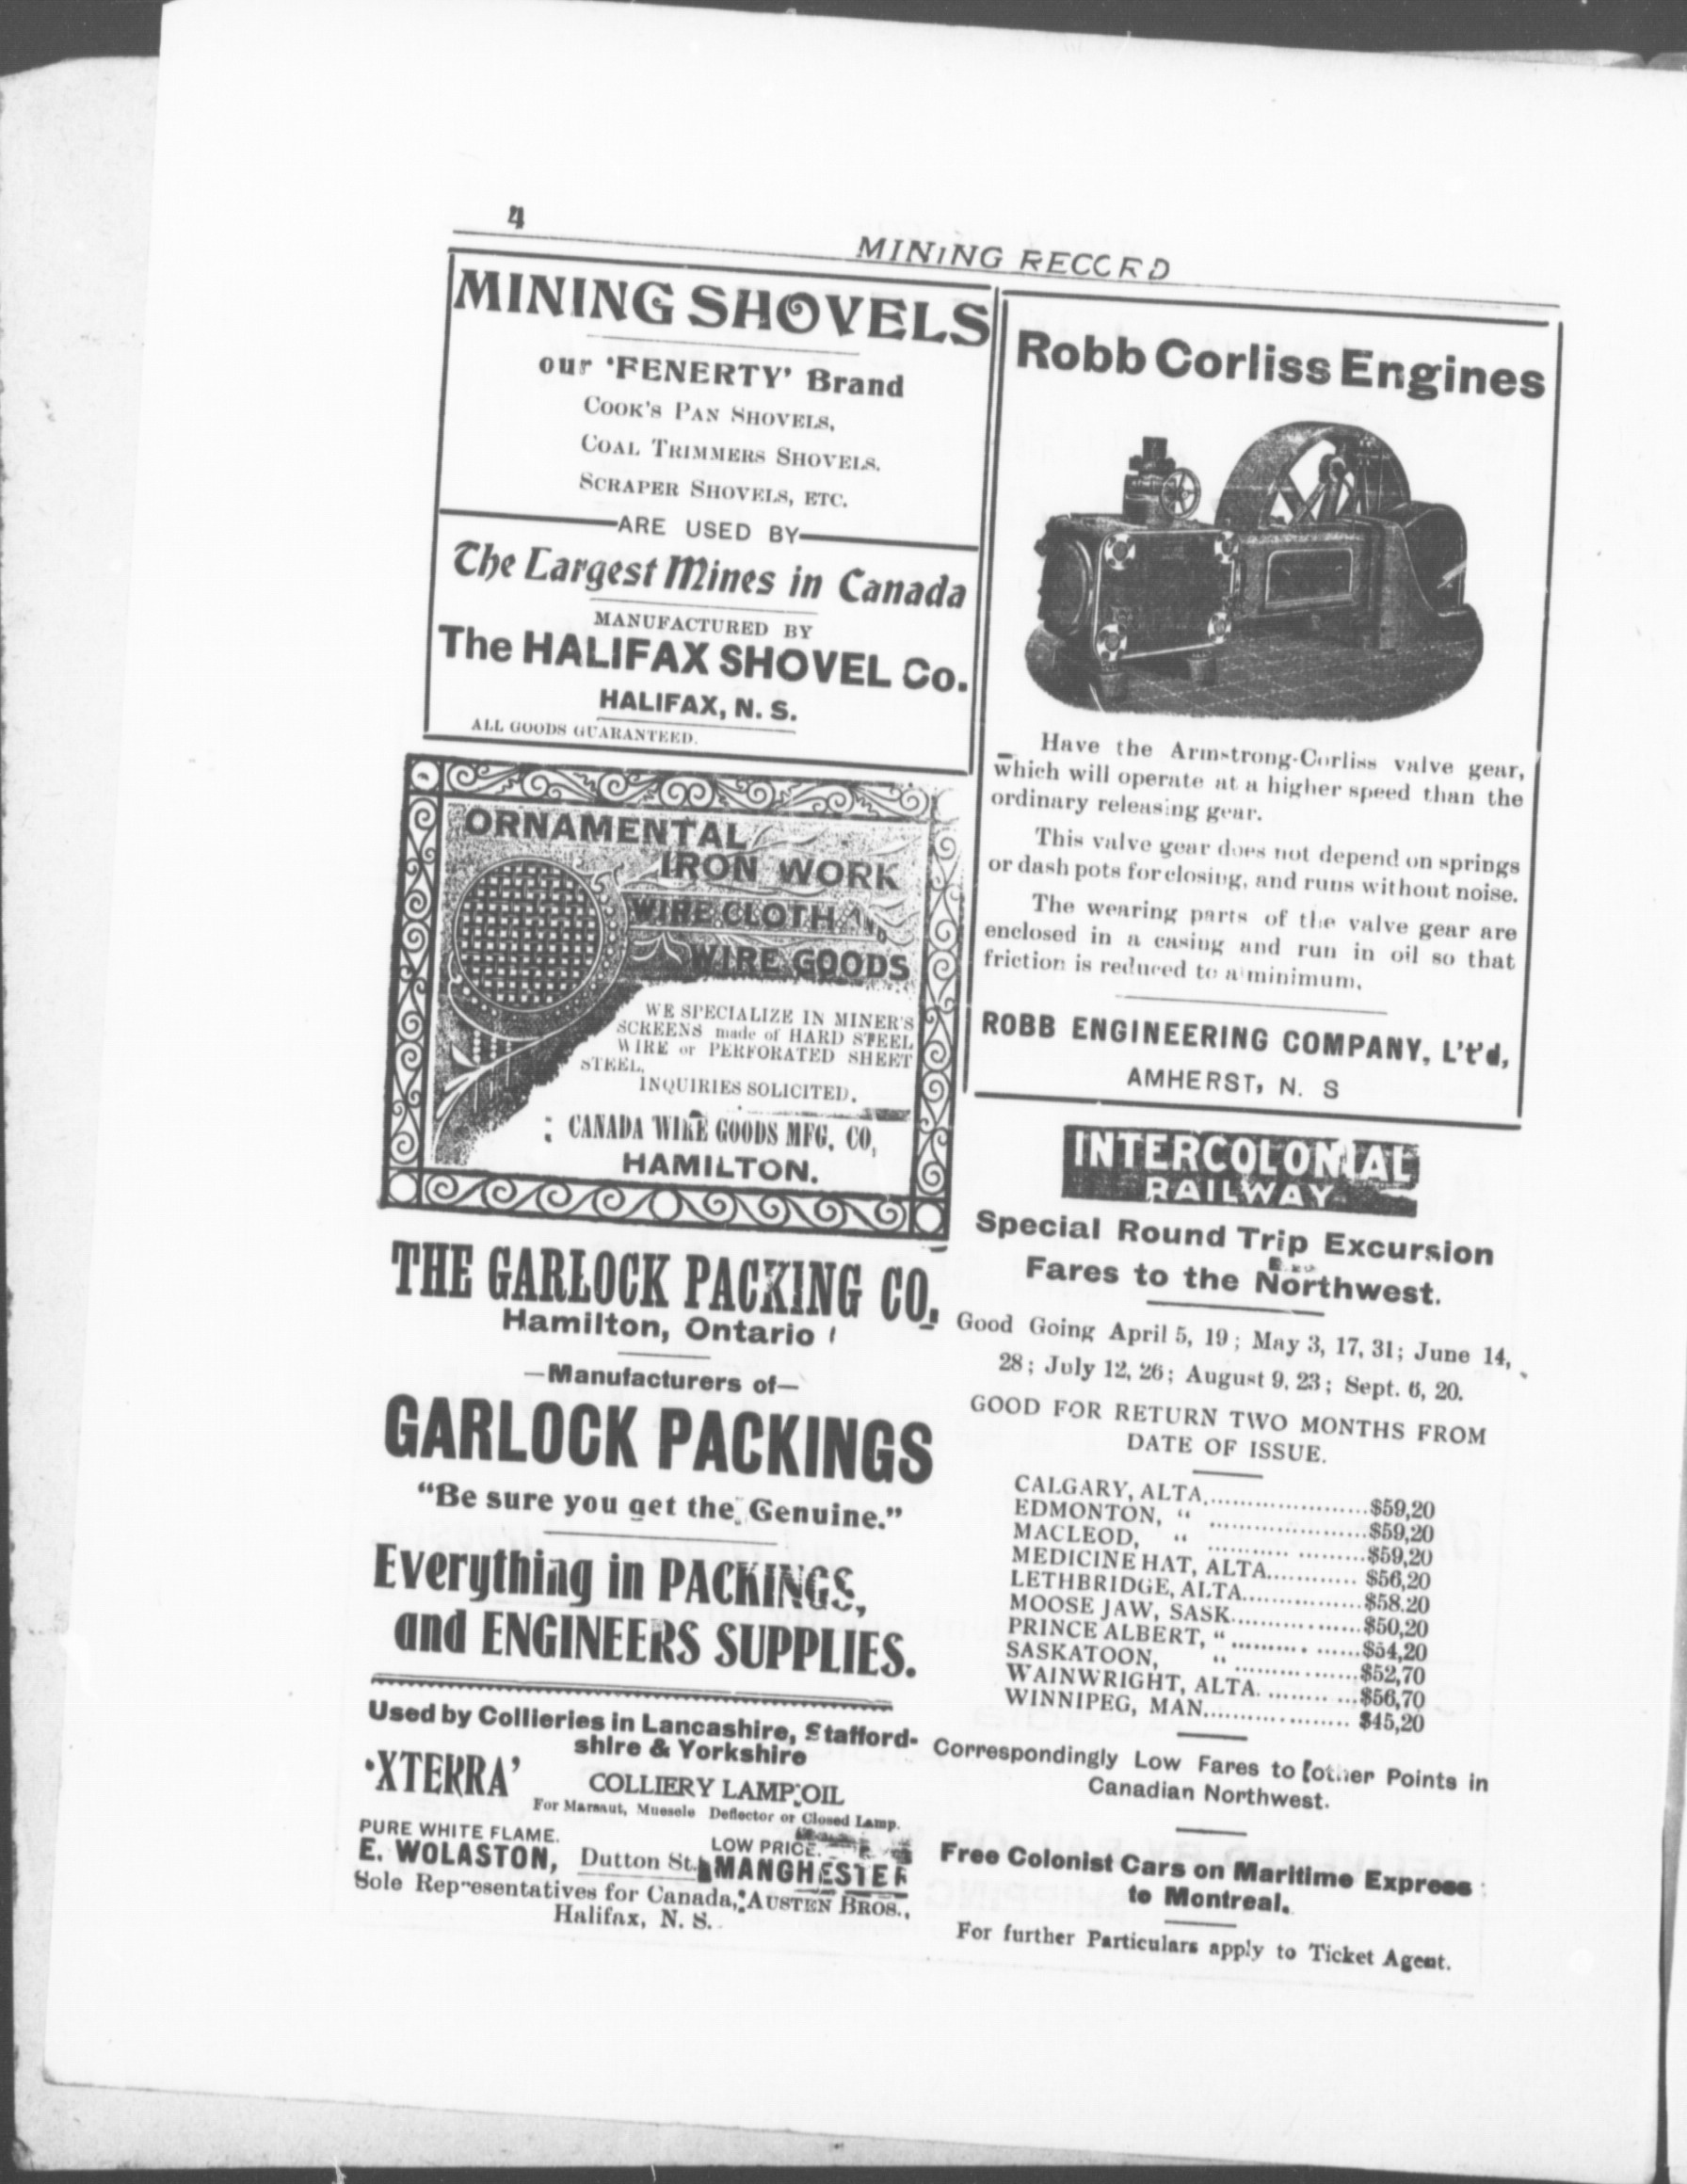 4
MINING RECORD
MINING SHOVELS
our 'FENERTY' Brand
COOK'S PAN SHOVELS,
COAL TRIMMERS SHOVELS.
SCRAPER SHOVELS, ETC.
ARE USED BY
The Largest Mines in Canada
MANUFACTURED BY
The HALIFAX SHOVEL Co.
HALIFAX, N. S.
ALL GOODS GUARANTEED.
ORNAMENTAL
IRON WORK
WIRE CLOTH AND
WIRE GOODS
WE SPECIALIZE IN MINER'S
SCREENS made of HARD STEEL
WIRE or PERFORATED SHEET
STEEL.
INQUIRIES SOLICITED.
CANADA WIRE GOODS MFG. CO,
HAMILTON.
THE GARLOCK PACKING CO.
Hamilton, Ontario
—Manufacturers of—
GARLOCK PACKINGS
"Be sure you get the Genuine."
Everything in PACKINGS,
and ENGINEERS SUPPLIES.
Used by Collieries in Lancashire, Stafford-
shire & Yorkshire
'XTERRA' COLLIERY LAMP OIL
For Marsaut, Muesele Deflector or Closed Lamp.
PURE WHITE FLAME. LOW PRICE.
E. WOLASTON, Dutton St. MANGHESTER
Sole Representatives for Canada, AUSTEN BROS.,
Halifax, N. S.
Robb Corliss Engines
Have the Armstrong-Corliss valve gear,
which will operate at a higher speed than the
ordinary releasing gear.
This valve gear does not depend on springs
or dash pots for closing, and runs without noise.
The wearing parts of the valve gear are
enclosed in a casing and run in oil so that
friction is reduced to a minimum.
ROBB ENGINEERING COMPANY, L't'd,
AMHERST, N. S
INTERCOLONIAL
RAILWAY
Special Round Trip Excursion
Fares to the Northwest.
Good Going April 5, 19; May 3, 17, 31; June 14,
28; July 12, 26; August 9, 23; Sept. 6, 20.
GOOD FOR RETURN TWO MONTHS FROM
DATE OF ISSUE.
CALGARY, ALTA........................$59,20
EDMONTON, " .....................$59,20
MACLEOD, " ....................$59,20
MEDICINE HAT, ALTA............ $56,20
LETHBRIDGE, ALTA................$58.20
MOOSE JAW, SASK.................$50,20
PRINCE ALBERT, "................$54,20
SASKATOON, " ................$52,70
WAINWRIGHT, ALTA. ...........$56,70
WINNIPEG, MAN................... $45,20
Correspondingly Low Fares to other Points in
Canadian Northwest.
Free Colonist Cars on Maritime Express
to Montreal.
For further Particulars apply to Ticket Agent.